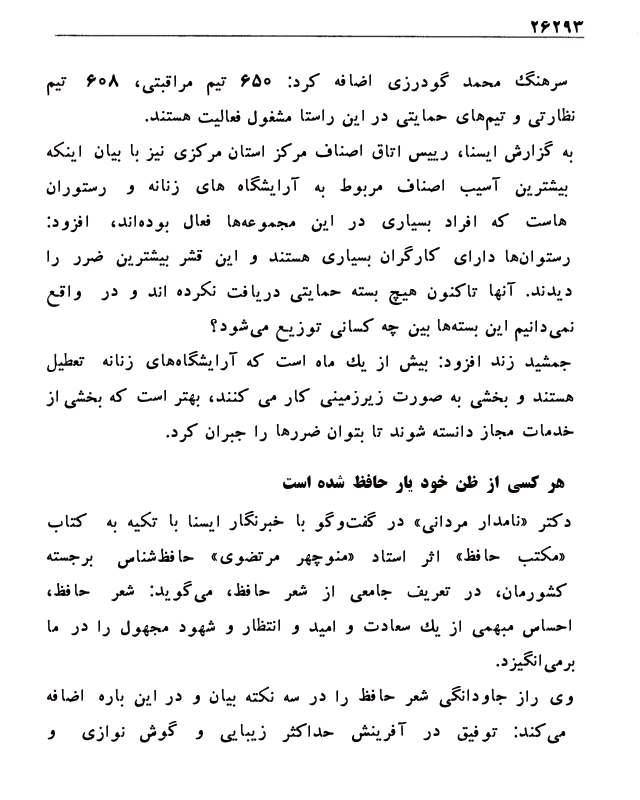 ۲۶۲۹۳
سرهنگ محمد گودرزی اضافه کرد: ۶۵۰ تیم مراقبتی، ۶۰۸ تیم
نظارتی و تیم‌های حمایتی در این راستا مشغول فعالیت هستند.
به گزارش ایسنا، رییس اتاق اصناف مرکز استان مرکزی نیز با بیان اینکه
بیشترین آسیب اصناف مربوط به آرایشگاه های زنانه و رستوران
هاست که افراد بسیاری در این مجموعه‌ها فعال بوده‌اند، افزود:
رستوان‌ها دارای کارگران بسیاری هستند و این قشر بیشترین ضرر را
دیدند. آنها تاکنون هیچ بسته حمایتی دریافت نکرده اند و در واقع
نمی‌دانیم این بسته‌ها بین چه کسانی توزیع می‌شود؟
جمشید زند افزود: بیش از یك ماه است که آرایشگاه‌های زنانه تعطیل
هستند و بخشی به صورت زیرزمینی کار می کنند، بهتر است که بخشی از
خدمات مجاز دانسته شوند تا بتوان ضررها را جبران کرد.
هر کسی از ظن خود یار حافظ شده است
دکتر «نامدار مردانی» در گفت‌وگو با خبرنگار ایسنا با تکیه به کتاب
«مکتب حافظ» اثر استاد «منوچهر مرتضوی» حافظ‌شناس برجسته
کشورمان، در تعریف جامعی از شعر حافظ، می‌گوید: شعر حافظ،
احساس مبهمی از یك سعادت و امید و انتظار و شهود مجهول را در ما
برمی‌انگیزد.
وی راز جاودانگی شعر حافظ را در سه نکته بیان و در این باره اضافه
می‌کند: توفیق در آفرینش حداکثر زیبایی و گوش نوازی و